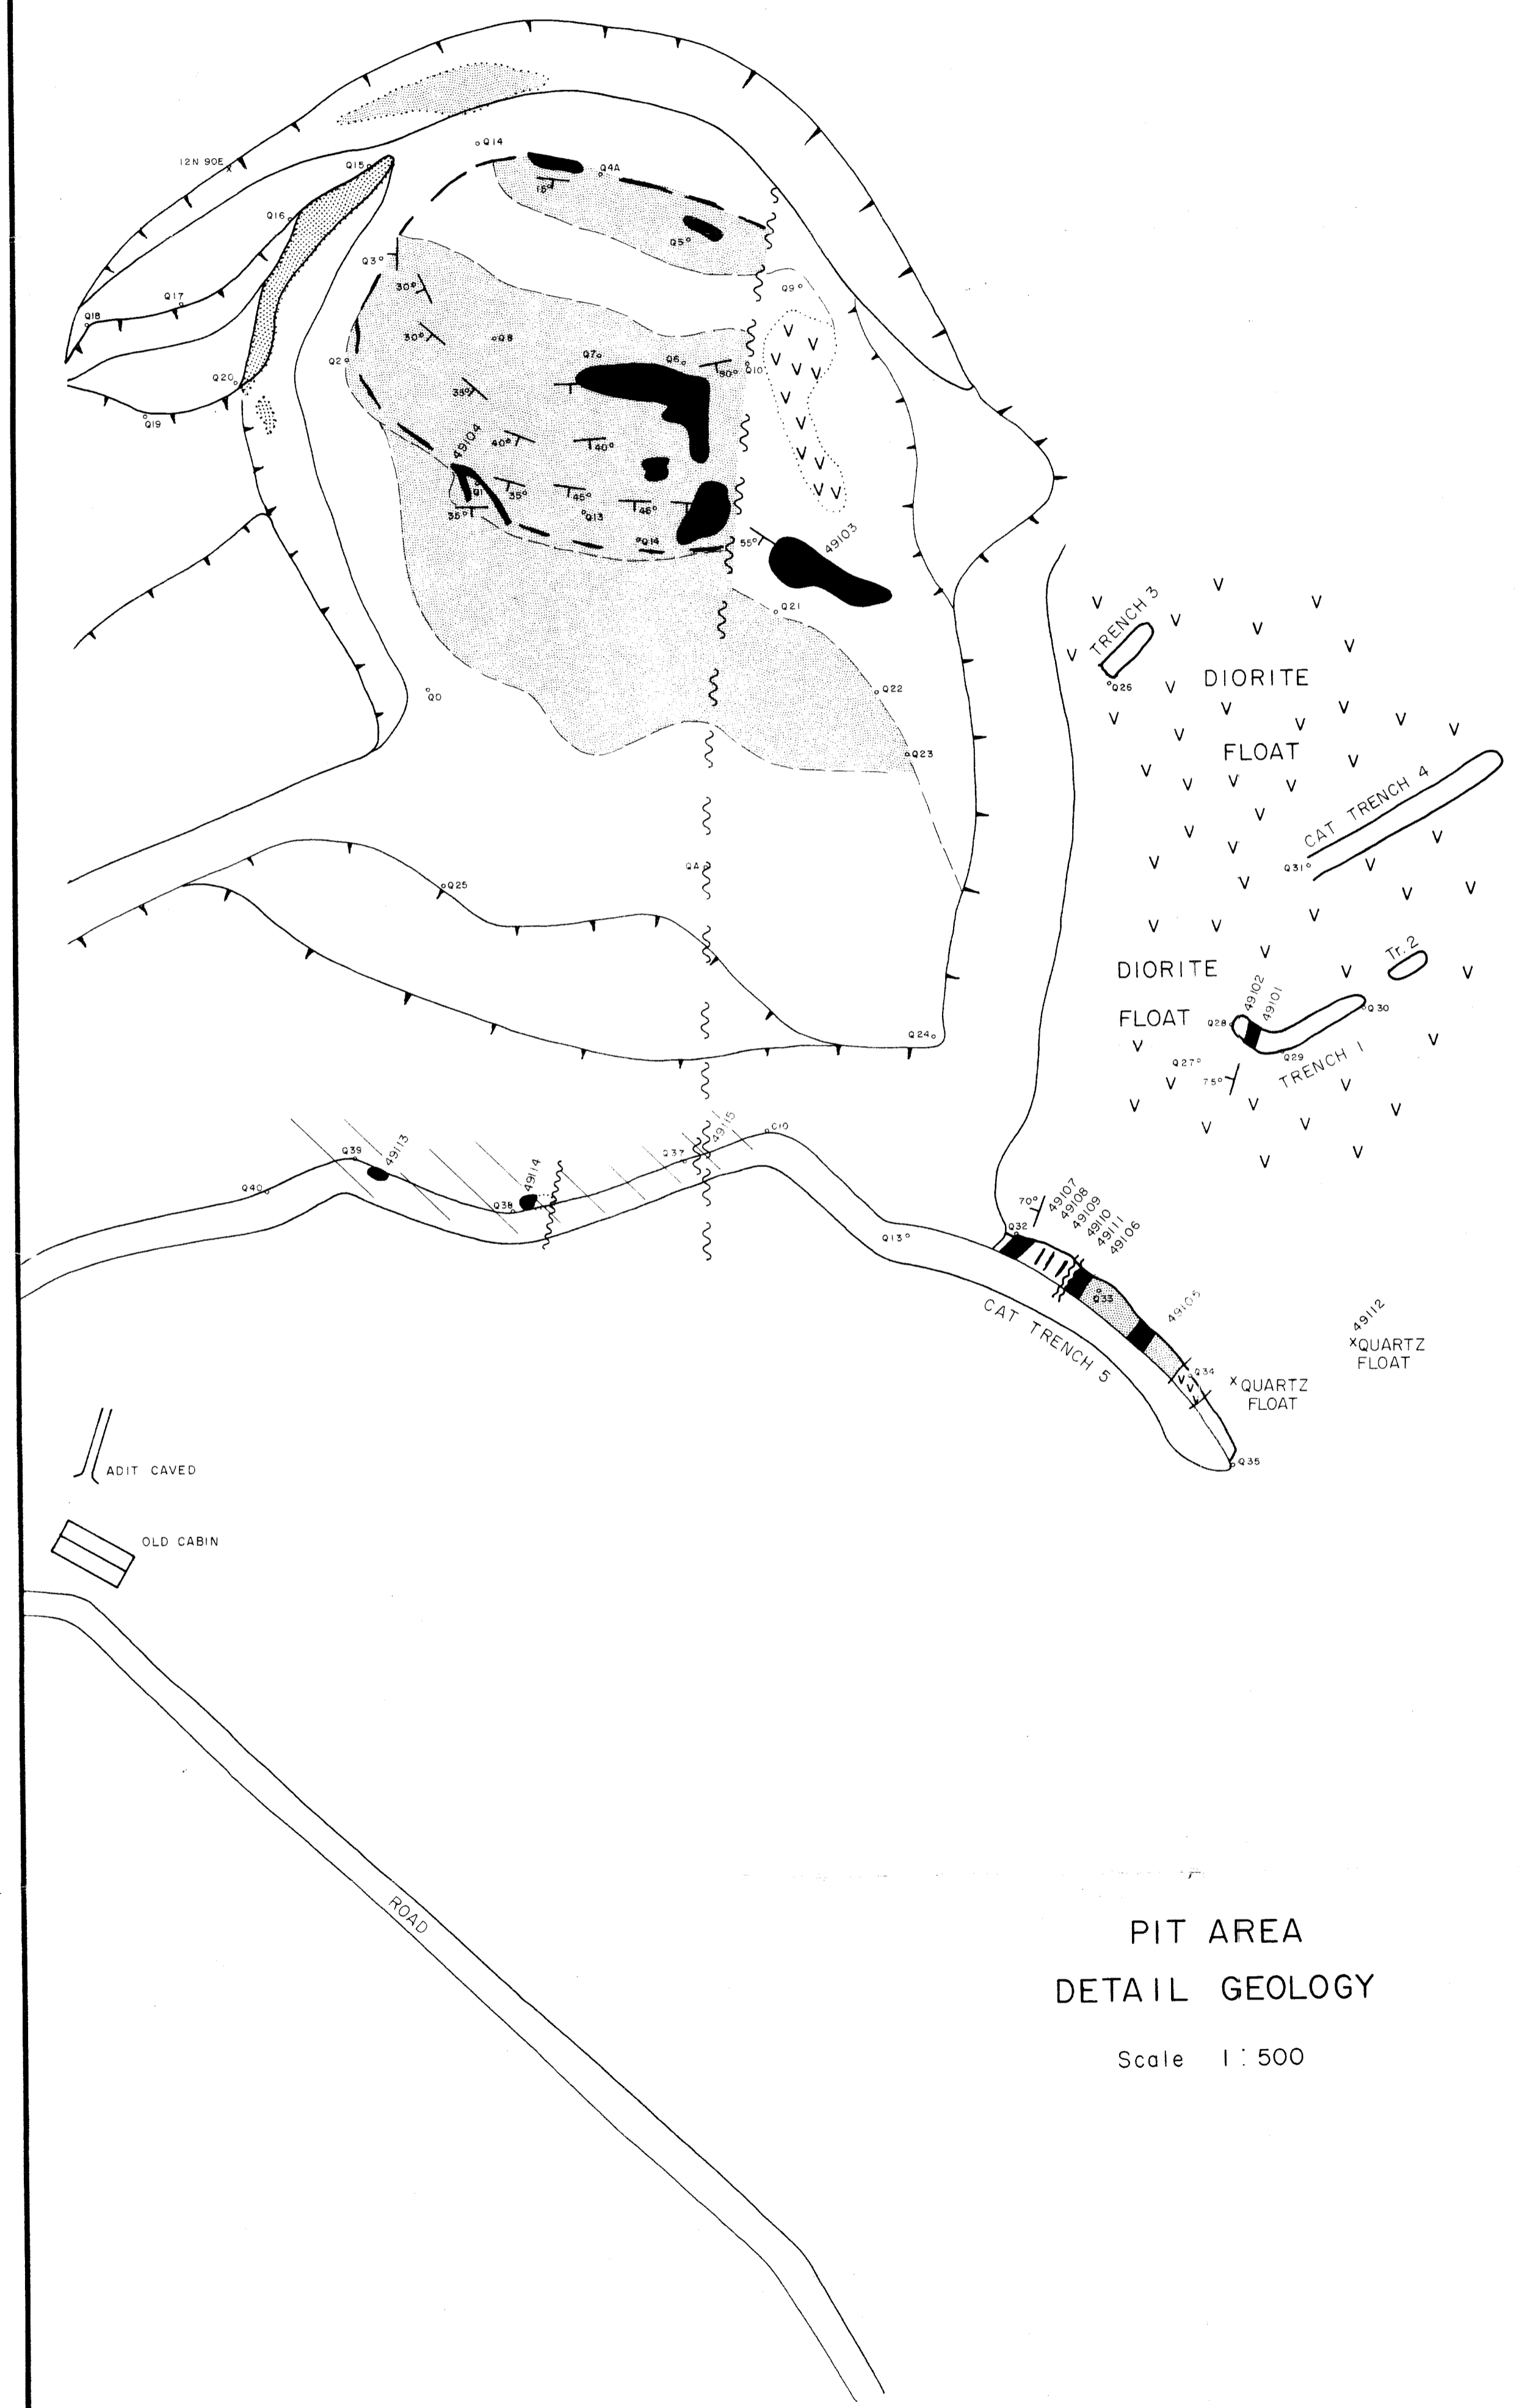 12N 90E
Q15
Q14
Q4A
15°
Q16
Q5
Q3
30°
Q9
Q17
Q18
30°
Q8
Q7
Q6
90°
Q10
Q2
Q20
38°
Q19
49104
40°
40°
Q1
35°
45°
46°
35°
Q13
Q14
55°
49103
Q21
TRENCH 3
Q26
DIORITE
FLOAT
Q0
Q22
Q23
CAT TRENCH 4
Q31
QA
Q25
DIORITE
FLOAT
Tr. 2
49102
49101
Q28
Q30
Q29
TRENCH 1
Q27
75°
Q24
Q39
49113
Q40
Q38
49114
Q37
49115
C10
Q13
70°
Q32
49107
49108
49109
49110
49111
49106
Q33
49105
CAT TRENCH 5
Q34
X QUARTZ
FLOAT
49112
X QUARTZ
FLOAT
Q35
ADIT CAVED
OLD CABIN
ROAD
PIT AREA
DETAIL GEOLOGY
Scale 1 : 500